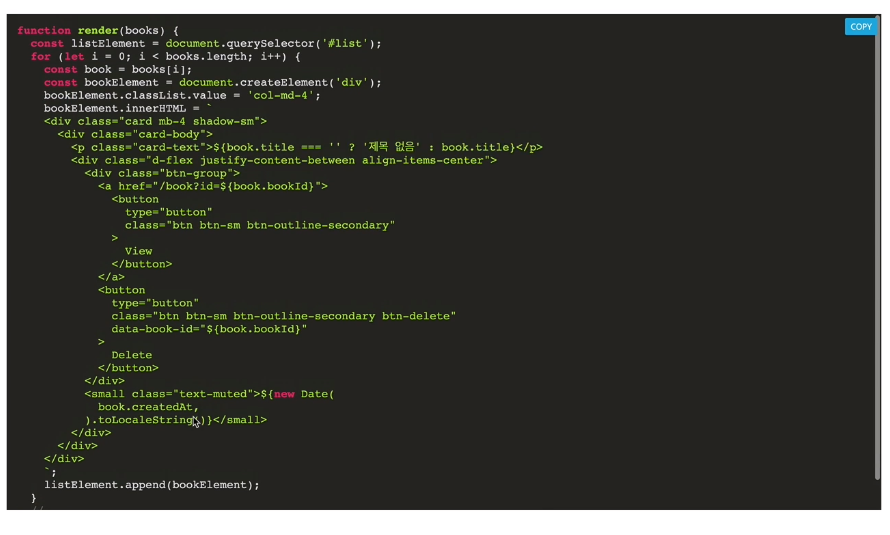 COPY
function render(books) {
  const listElement = document.querySelector('#list');
  for (let i = 0; i < books.length; i++) {
    const book = books[i];
    const bookElement = document.createElement('div');
    bookElement.classList.value = 'col-md-4';
    bookElement.innerHTML = `
    <div class="card mb-4 shadow-sm">
      <div class="card-body">
        <p class="card-text">${book.title === '' ? '제목 없음' : book.title}</p>
        <div class="d-flex justify-content-between align-items-center">
          <div class="btn-group">
            <a href="/book?id=${book.bookId}">
              <button
                type="button"
                class="btn btn-sm btn-outline-secondary"
              >
                View
              </button>
            </a>
            <button
              type="button"
              class="btn btn-sm btn-outline-secondary btn-delete"
              data-book-id="${book.bookId}"
            >
              Delete
            </button>
          </div>
          <small class="text-muted">${new Date(
            book.createdAt,
          ).toLocaleString()}</small>
        </div>
      </div>
    </div>
    `;
    listElement.append(bookElement);
  }
  //